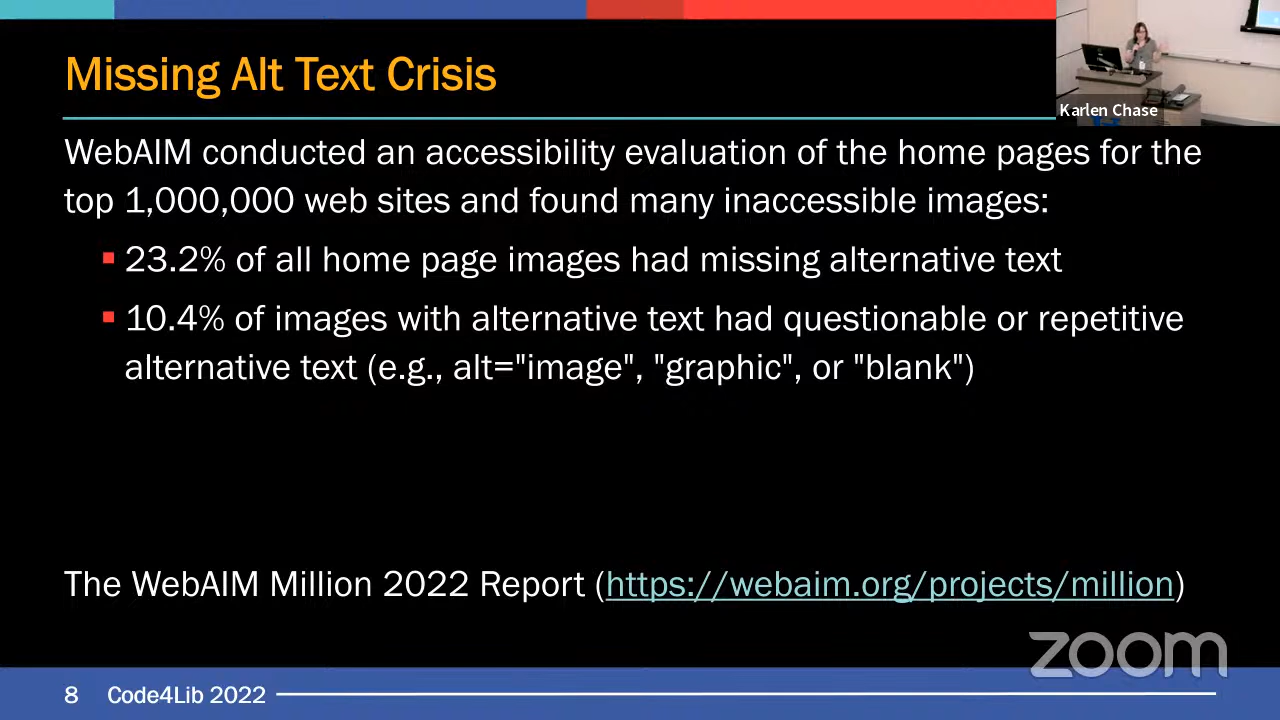 Missing Alt Text Crisis
Karlen Chase
WebAIM conducted an accessibility evaluation of the home pages for the
top 1,000,000 web sites and found many inaccessible images:
23.2% of all home page images had missing alternative text
10.4% of images with alternative text had questionable or repetitive
alternative text (e.g., alt="image", "graphic", or "blank")
The WebAIM Million 2022 Report (https://webaim.org/projects/million)
zoom
8 Code4Lib 2022